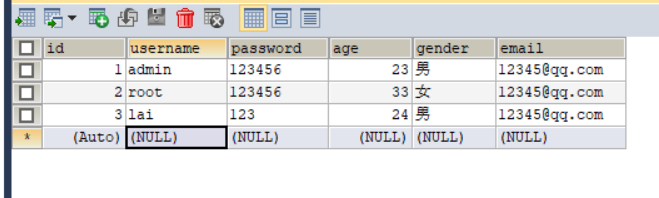 id username password age gender email
1 admin 123456 23 男 12345@qq.com
2 root 123456 33 女 12345@qq.com
3 lai 123 24 男 12345@qq.com
* (Auto) (NULL) (NULL) (NULL) (NULL) (NULL)